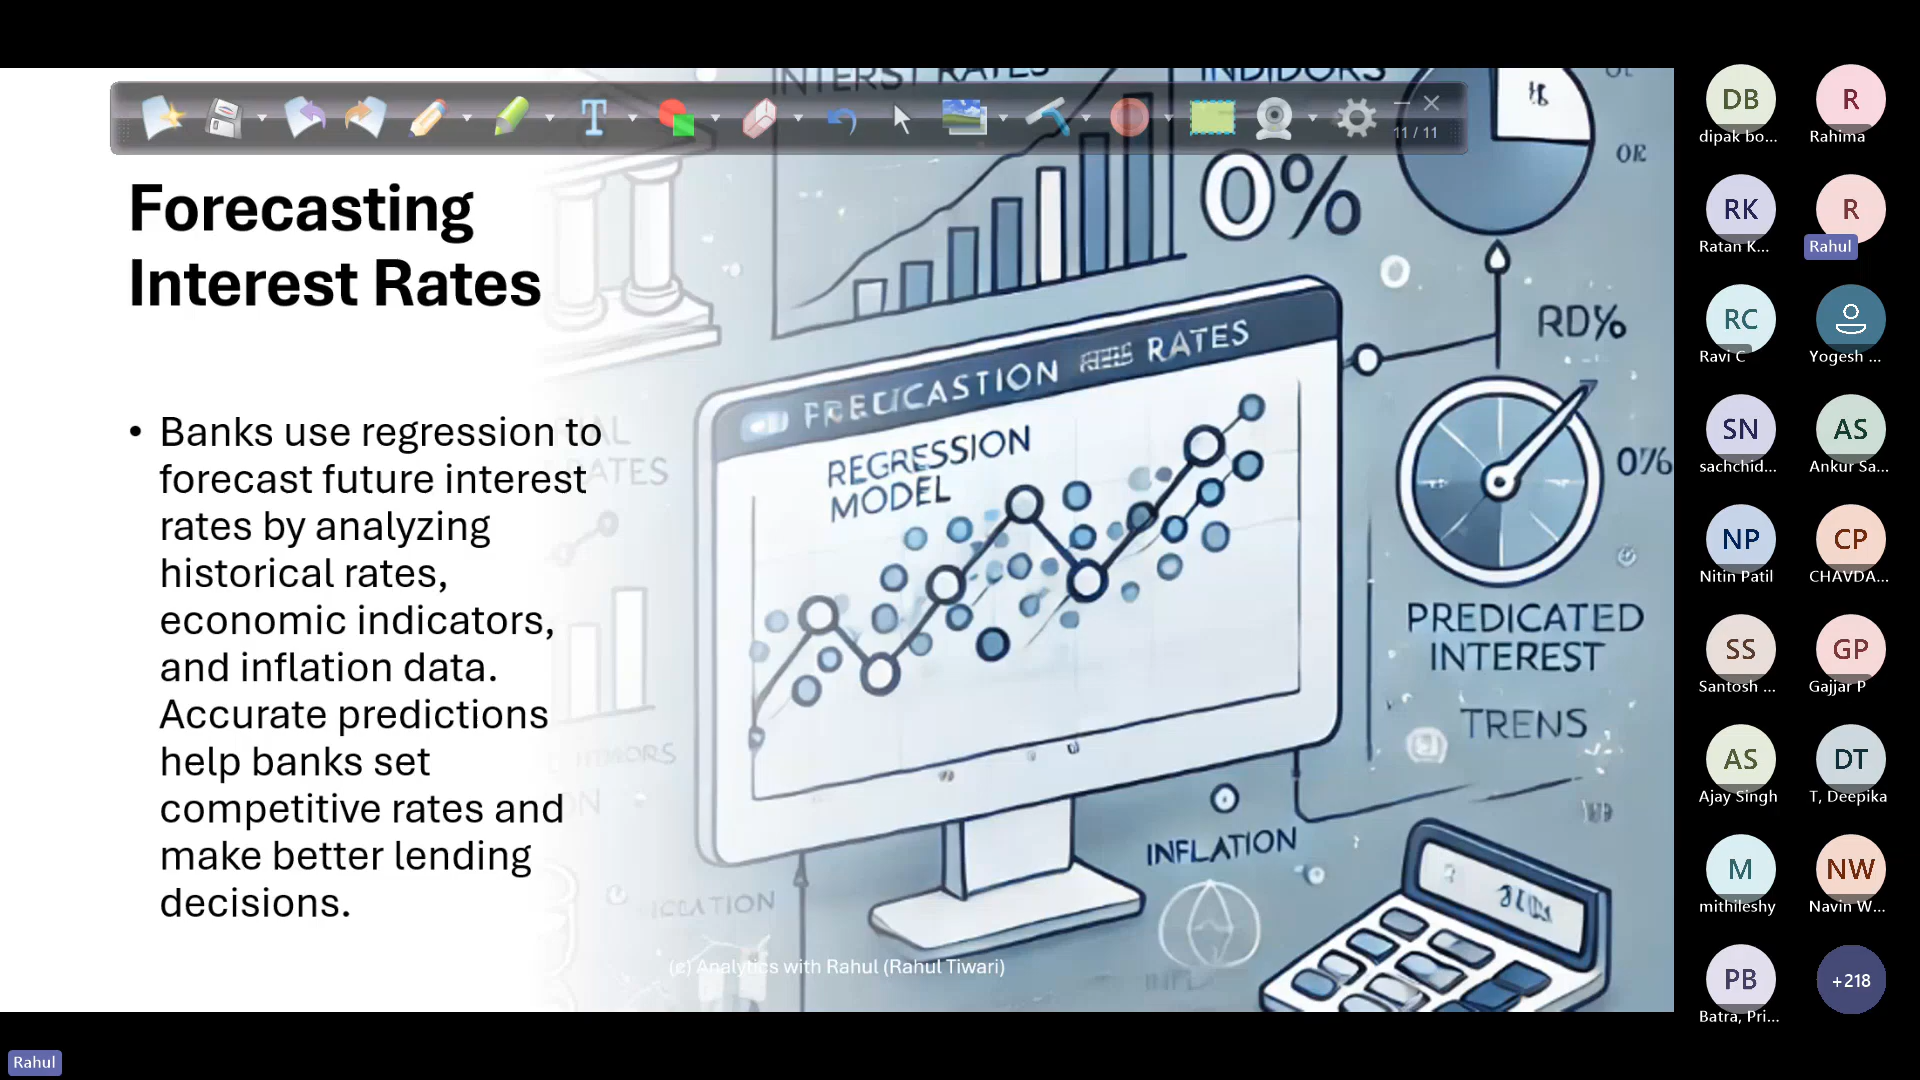 INTERST RATES
INDIDORS
11 / 11
Forecasting
Interest Rates
• Banks use regression to
forecast future interest
rates by analyzing
historical rates,
economic indicators,
and inflation data.
Accurate predictions
help banks set
competitive rates and
make better lending
decisions.
0%
OR
RD%
0%
RATES
REGRESSION
MODEL
PREDICATED
INTEREST
TRENS
INFLATION
(c) Analytics with Rahul (Rahul Tiwari)
DB
dipak bo...
R
Rahima
RK
Ratan K...
R
Rahul
RC
Ravi C
Yogesh ...
SN
sachchid...
AS
Ankur Sa...
NP
Nitin Patil
CP
CHAVDA...
SS
Santosh ...
GP
Gajjar P
AS
Ajay Singh
DT
T, Deepika
M
mithileshy
NW
Navin W...
PB
Batra, Pri...
+218
Rahul